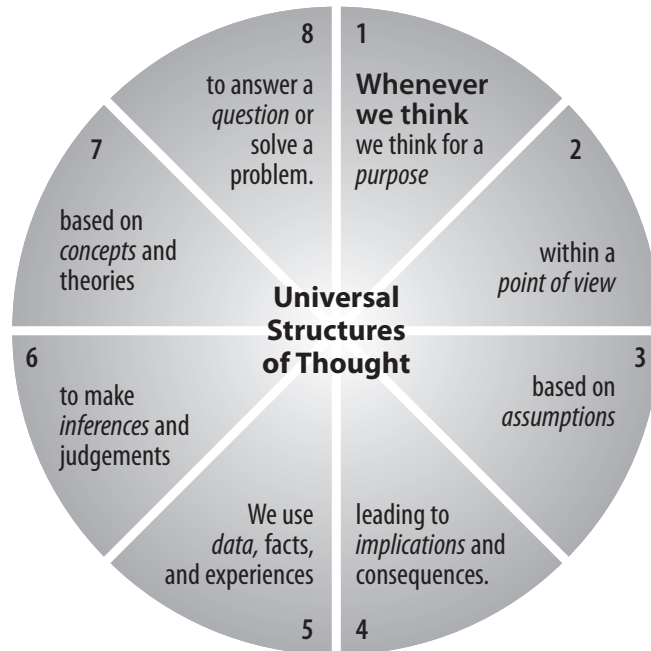 1
Whenever
we think
we think for a
purpose
2
within a
point of view
3
based on
assumptions
4
leading to
implications and
consequences.
5
We use
data, facts,
and experiences
6
to make
inferences and
judgements
7
based on
concepts and
theories
8
to answer a
question or
solve a
problem.
Universal
Structures
of Thought